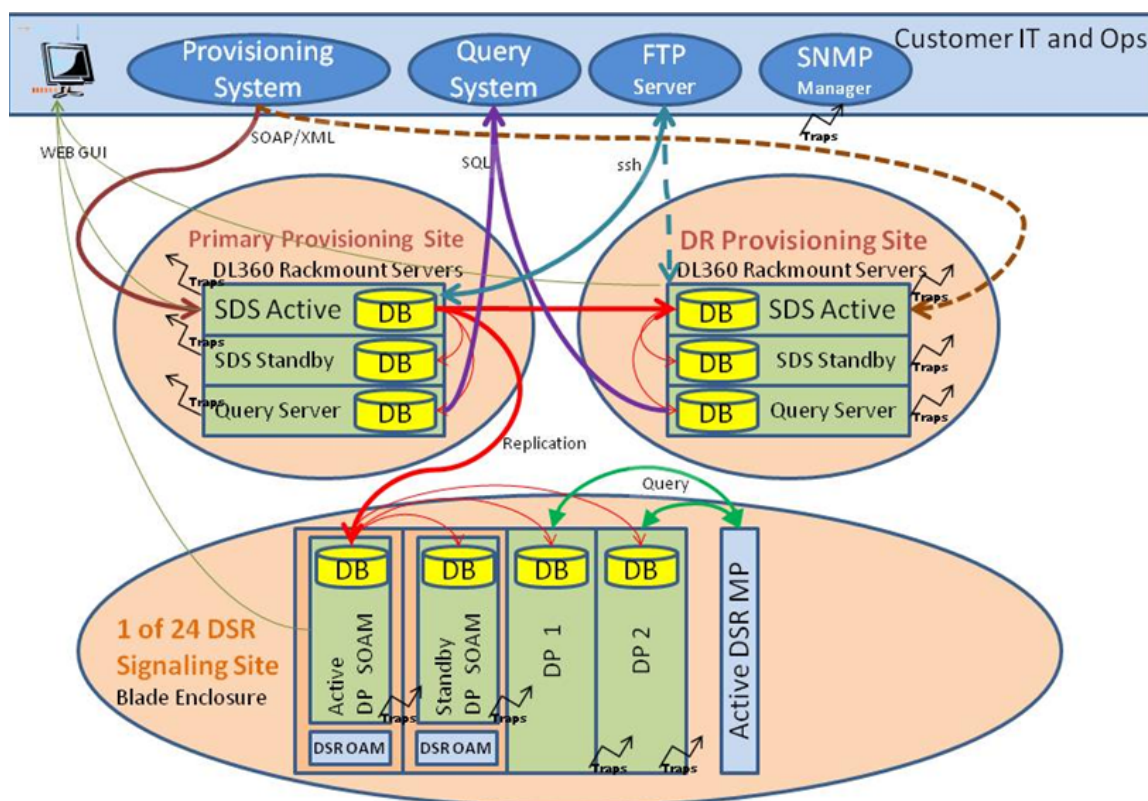 Customer IT and Ops
Provisioning
System
Query
System
FTP
Server
SNMP
Manager
Traps
WEB GUI
SOAP/XML
SQL
ssh
Primary Provisioning Site
DL360 Rackmount Servers
Traps
SDS Active
DB
Traps
SDS Standby
DB
Traps
Query Server
DB
DR Provisioning Site
DL360 Rackmount Servers
Traps
DB
SDS Active
DB
SDS Standby
Traps
DB
Query Server
Traps
Replication
Query
1 of 24 DSR
Signaling Site
Blade Enclosure
DB
Active
DP SOAM
Traps
DSR OAM
DB
Standby
DP SOAM
Traps
DSR OAM
DB
DP 1
Traps
DB
DP 2
Traps
Active DSR MP